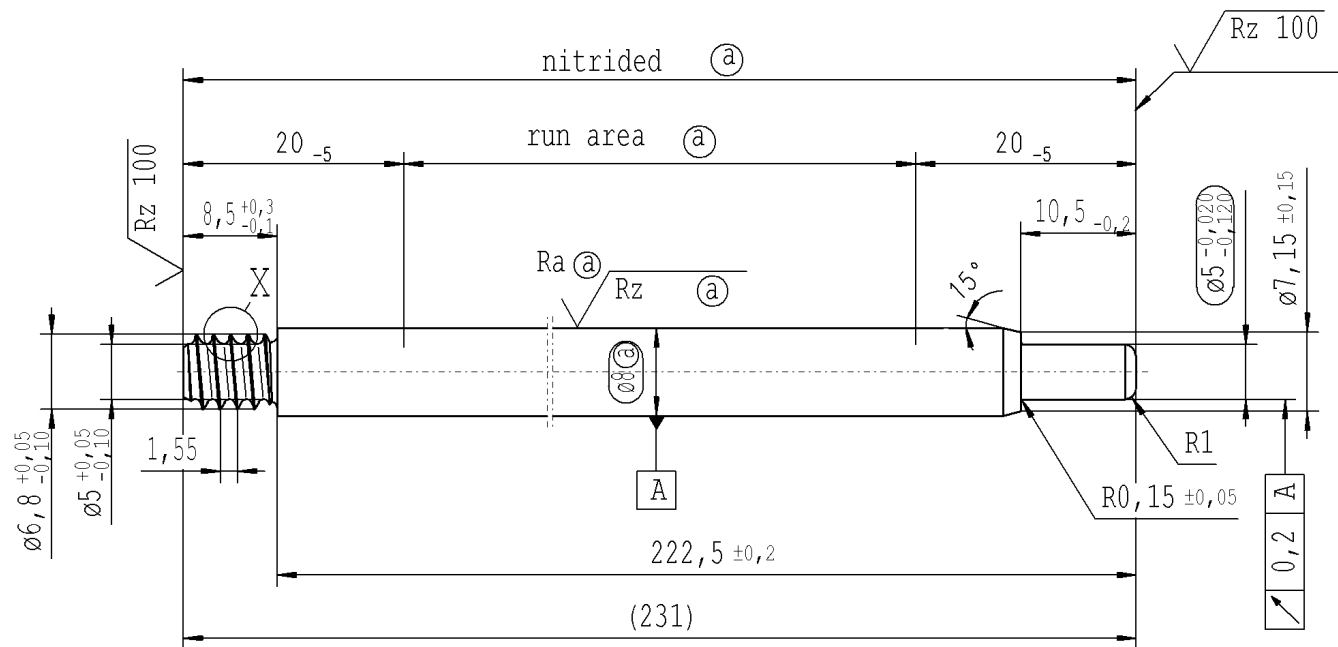 Rz 100
nitrided a
20 -5
run area a
20 -5
Rz 100
8,5 +0,3 -0,1
10,5 -0,2
ø5 -0,020 -0,120
ø7,15 ±0,15
X
Ra a
Rz a
15°
ø8 a
ø6,8 +0,05 -0,10
ø5 +0,05 -0,10
1,55
A
R1
R0,15 ±0,05
0,2 A
222,5 ±0,2
(231)